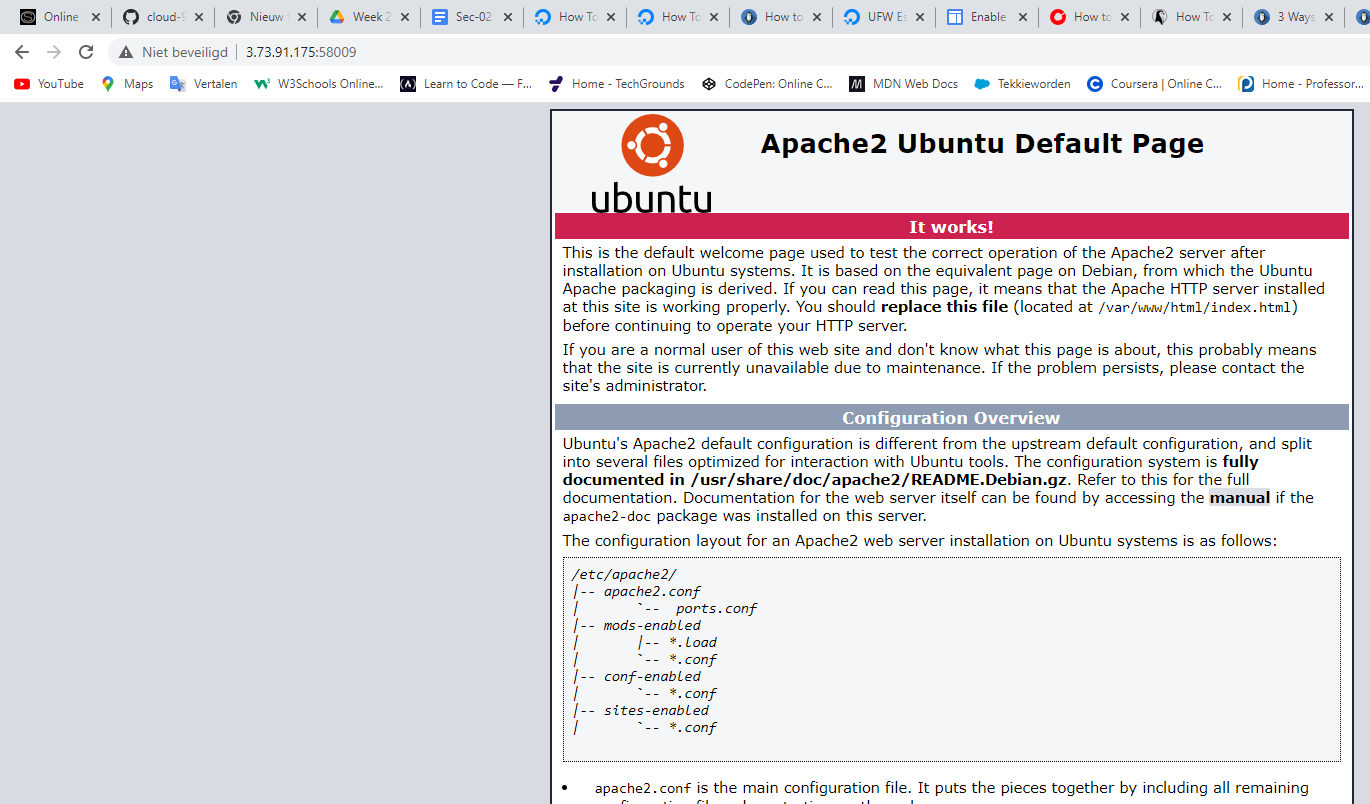 Online
cloud-9
Nieuw
Week 2
Sec-02
How To
How To
How to
UFW Es
Enable
How to
How To
3 Ways
Niet beveiligd
3.73.91.175:58009
YouTube
Maps
Vertalen
W3Schools Online...
Learn to Code — F...
Home - TechGrounds
CodePen: Online C...
MDN Web Docs
Tekkieworden
Coursera | Online C...
Home - Professor...
ubuntu
Apache2 Ubuntu Default Page
It works!
This is the default welcome page used to test the correct operation of the Apache2 server after
installation on Ubuntu systems. It is based on the equivalent page on Debian, from which the Ubuntu
Apache packaging is derived. If you can read this page, it means that the Apache HTTP server installed
at this site is working properly. You should replace this file (located at /var/www/html/index.html)
before continuing to operate your HTTP server.
If you are a normal user of this web site and don't know what this page is about, this probably means
that the site is currently unavailable due to maintenance. If the problem persists, please contact the
site's administrator.
Configuration Overview
Ubuntu's Apache2 default configuration is different from the upstream default configuration, and split
into several files optimized for interaction with Ubuntu tools. The configuration system is fully
documented in /usr/share/doc/apache2/README.Debian.gz. Refer to this for the full
documentation. Documentation for the web server itself can be found by accessing the manual if the
apache2-doc package was installed on this server.
The configuration layout for an Apache2 web server installation on Ubuntu systems is as follows:
/etc/apache2/
|-- apache2.conf
|       `--  ports.conf
|-- mods-enabled
|       |-- *.load
|       `-- *.conf
|-- conf-enabled
|       `-- *.conf
|-- sites-enabled
|       `-- *.conf
• apache2.conf is the main configuration file. It puts the pieces together by including all remaining